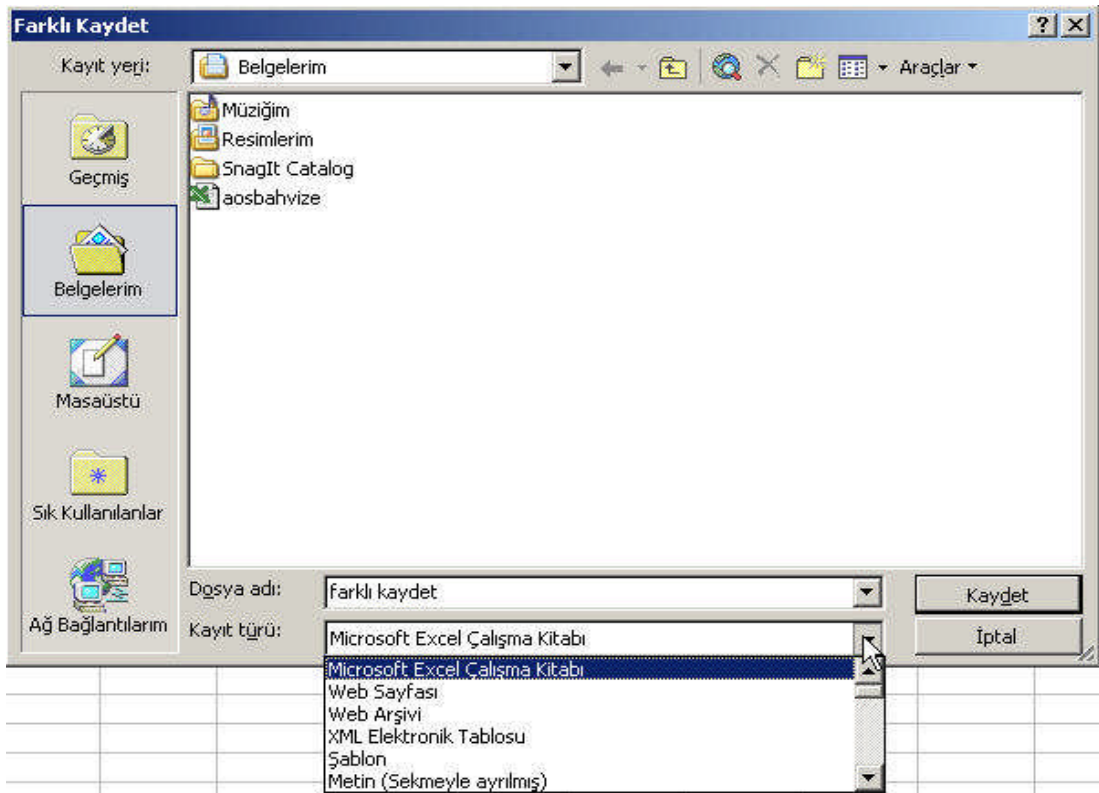 Farklı Kaydet
Kayıt yeri: Belgelerim Araçlar
Müziğim
Resimlerim
SnagIt Catalog
aosbahvize
Geçmiş
Belgelerim
Masaüstü
Sık Kullanılanlar
Ağ Bağlantılarım
Dosya adı: farklı kaydet Kaydet
Kayıt türü: Microsoft Excel Çalışma Kitabı İptal
Microsoft Excel Çalışma Kitabı
Web Sayfası
Web Arşivi
XML Elektronik Tablosu
Şablon
Metin (Sekmeyle ayrılmış)